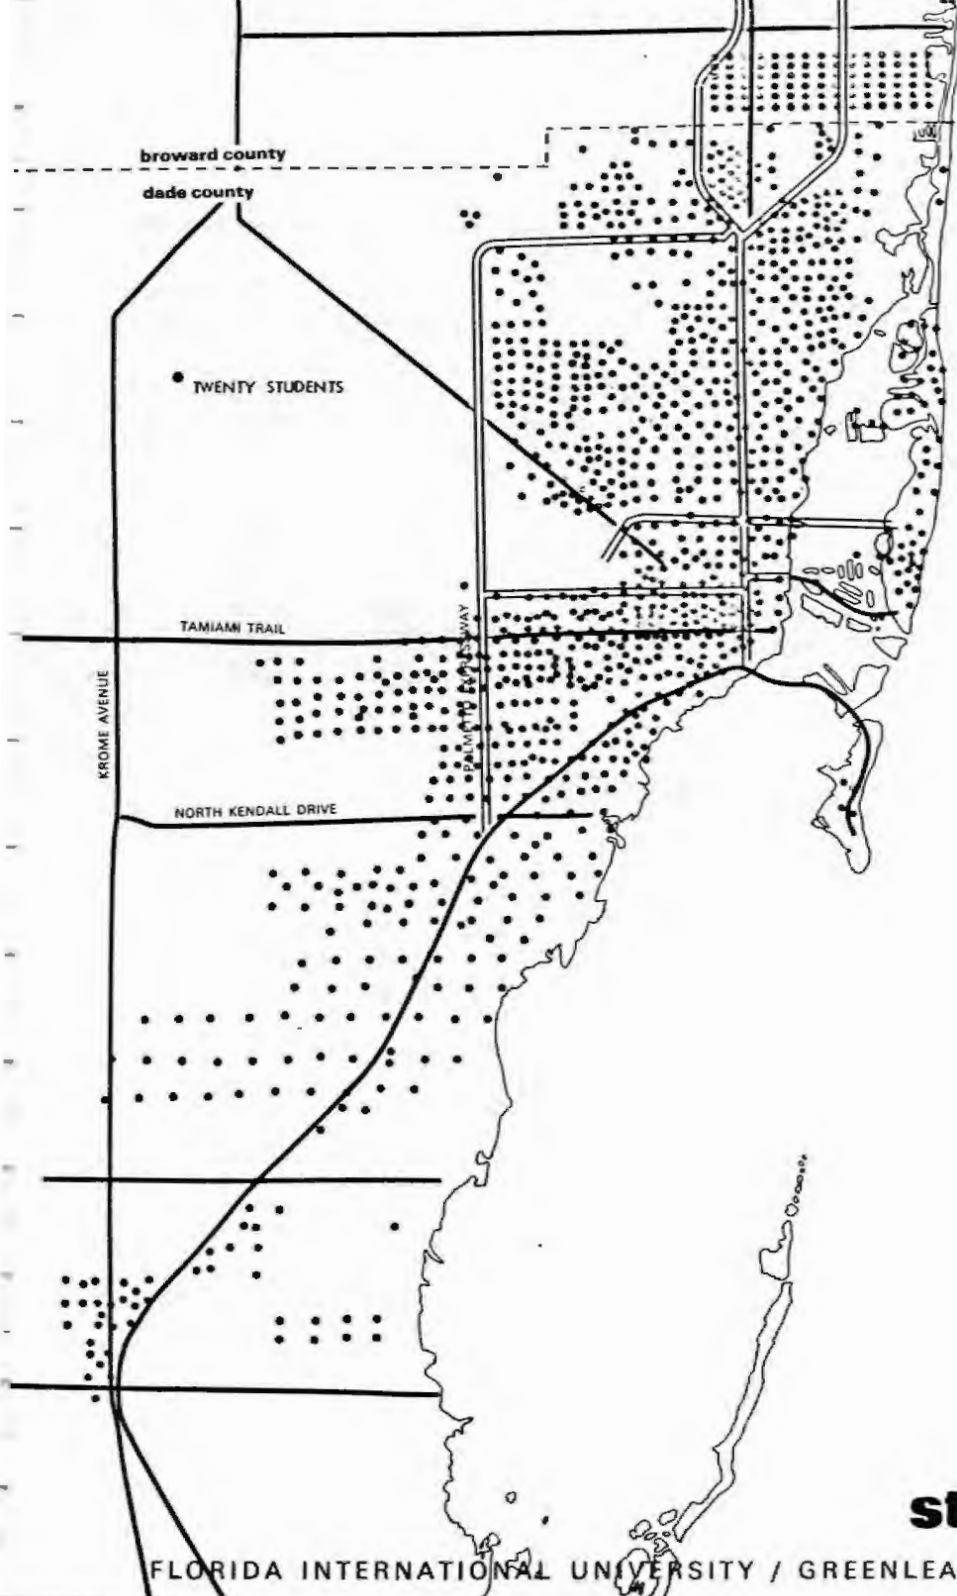 broward county
dade county
TWENTY STUDENTS
TAMIAMI TRAIL
KROME AVENUE
PALMETTO EXPRESSWAY
NORTH KENDALL DRIVE
st
FLORIDA INTERNATIONAL UNIVERSITY / GREENLEA